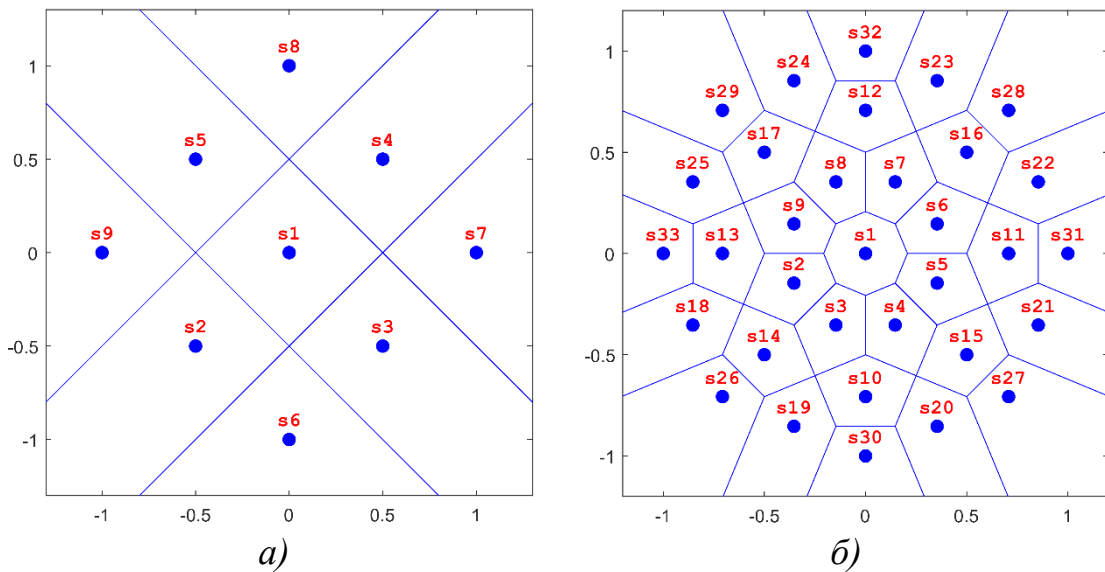 s8
1
s5 s4
0.5
s9 s1 s7
0
s2 s3
-0.5
s6
-1
-1 -0.5 0 0.5 1
а)
s32
s24 s23
1
s29 s12 s28
s17 s16
0.5
s25 s8 s7 s22
s9 s6
s33 s13 s1 s11 s31
0
s2 s5
s18 s3 s4 s21
s14 s15
-0.5
s26 s10 s27
s19 s20
s30
-1
-1 -0.5 0 0.5 1
б)